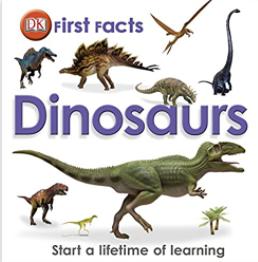 DK First Facts
Dinosaurs
Start a lifetime of learning